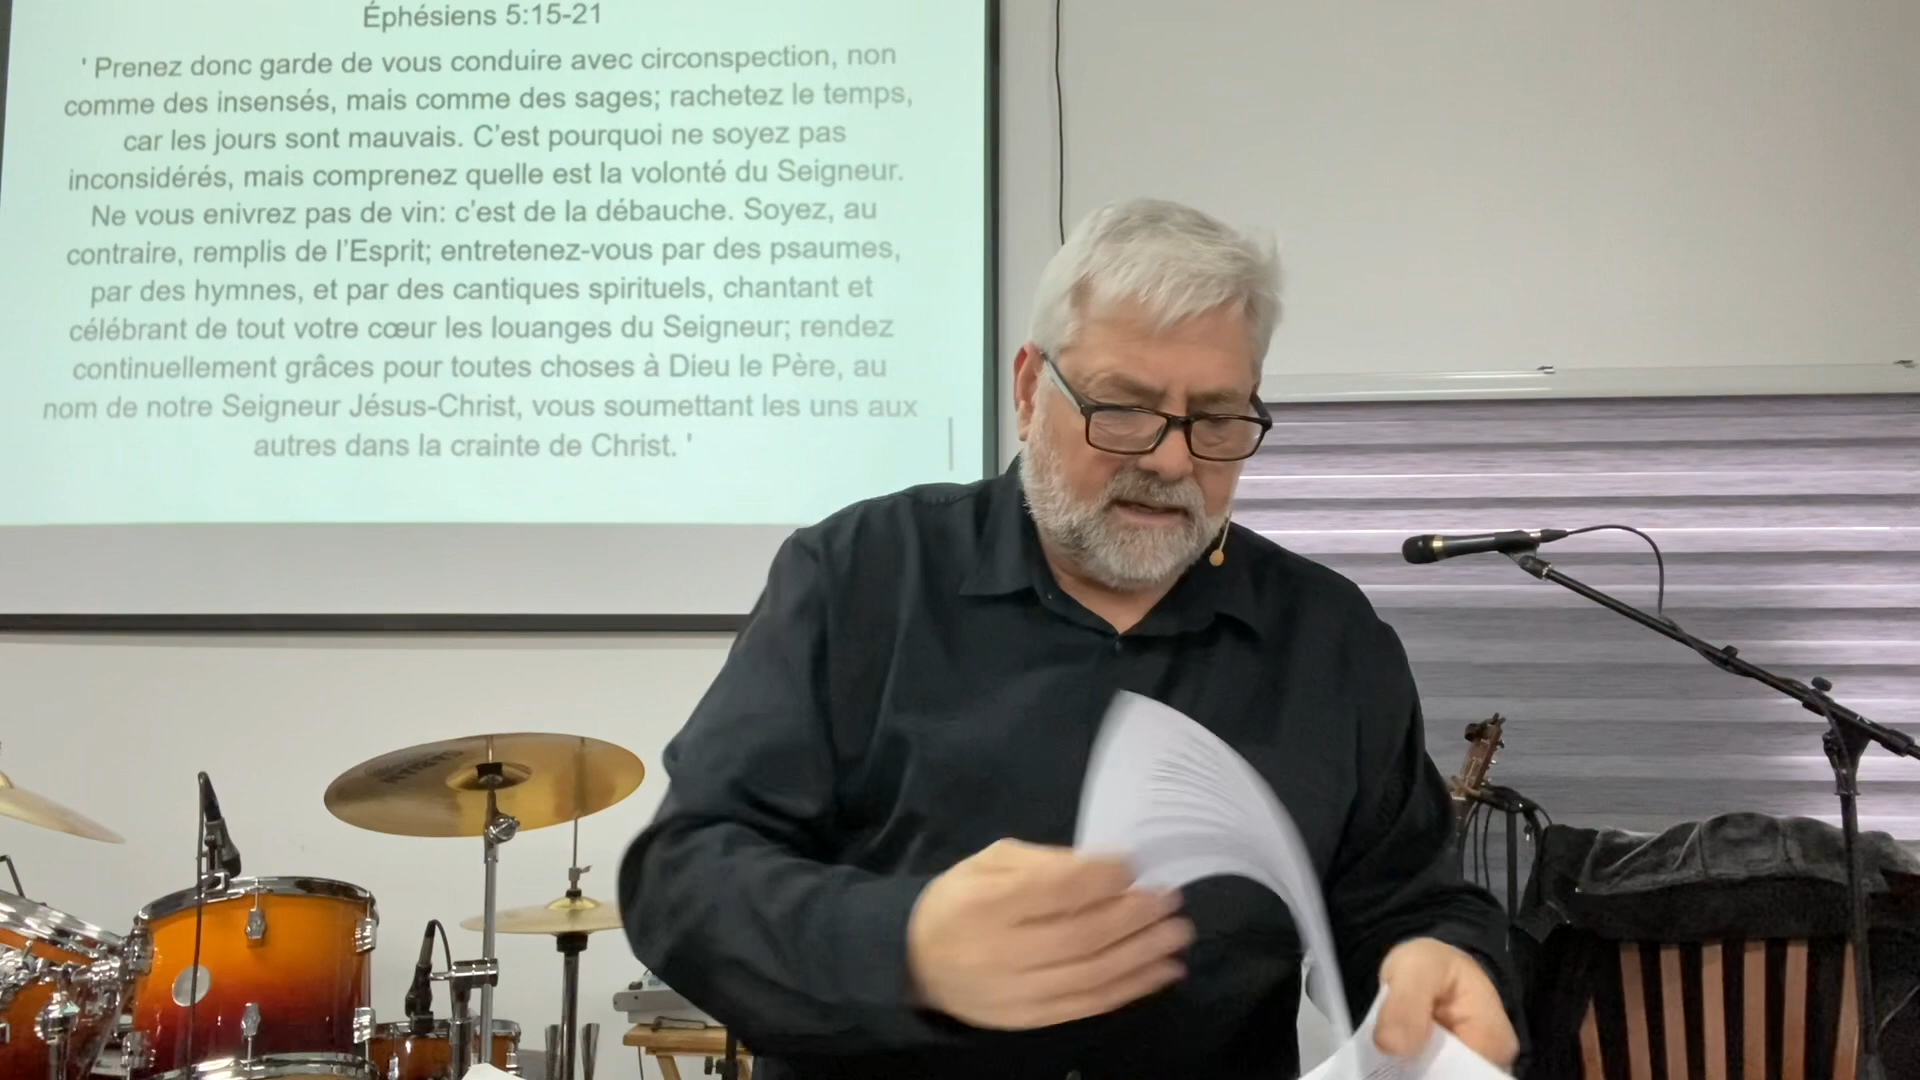 Éphésiens 5:15-21
' Prenez donc garde de vous conduire avec circonspection, non
comme des insensés, mais comme des sages; rachetez le temps,
car les jours sont mauvais. C'est pourquoi ne soyez pas
inconsidérés, mais comprenez quelle est la volonté du Seigneur.
Ne vous enivrez pas de vin: c'est de la débauche. Soyez, au
contraire, remplis de l'Esprit; entretenez-vous par des psaumes,
par des hymnes, et par des cantiques spirituels, chantant et
célébrant de tout votre cœur les louanges du Seigneur; rendez
continuellement grâces pour toutes choses à Dieu le Père, au
nom de notre Seigneur Jésus-Christ, vous soumettant les uns aux
autres dans la crainte de Christ. '